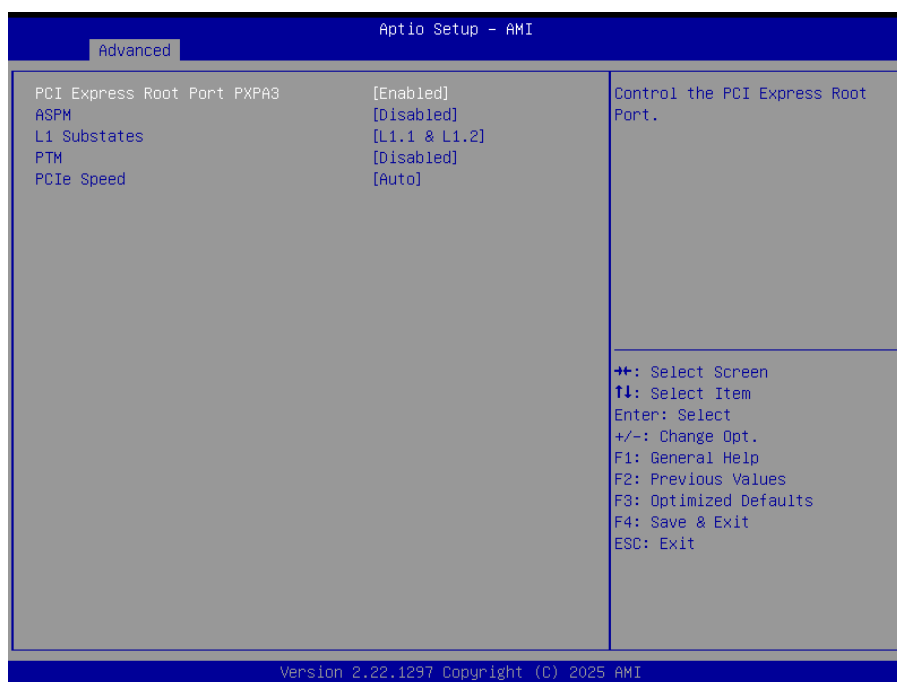 Aptio Setup – AMI
Advanced
PCI Express Root Port PXPA3 [Enabled]
ASPM [Disabled]
L1 Substates [L1.1 & L1.2]
PTM [Disabled]
PCIe Speed [Auto]
Control the PCI Express Root
Port.
→←: Select Screen
↑↓: Select Item
Enter: Select
+/-: Change Opt.
F1: General Help
F2: Previous Values
F3: Optimized Defaults
F4: Save & Exit
ESC: Exit
Version 2.22.1297 Copyright (C) 2025 AMI